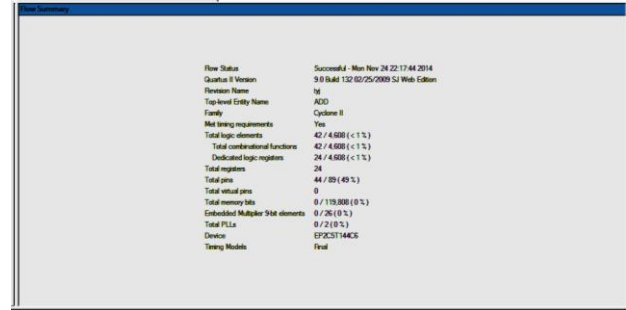 Flow Summary
Flow Status Successful - Mon Nov 24 22:17:44 2014
Quartus II Version 9.0 Build 132 02/25/2009 SJ Web Edition
Revision Name
Top-level Entity Name ADD
Family Cyclone II
Met timing requirements Yes
Total logic elements 42 / 4,608 ( < 1 % )
Total combinational functions 42 / 4,608 ( < 1 % )
Dedicated logic registers 24 / 4,608 ( < 1 % )
Total registers 24
Total pins 44 / 89 ( 49 % )
Total virtual pins 0
Total memory bits 0 / 119,808 ( 0 % )
Embedded Multiplier 9-bit elements 0 / 26 ( 0 % )
Total PLLs 0 / 2 ( 0 % )
Device EP2C5T144C6
Timing Models Final